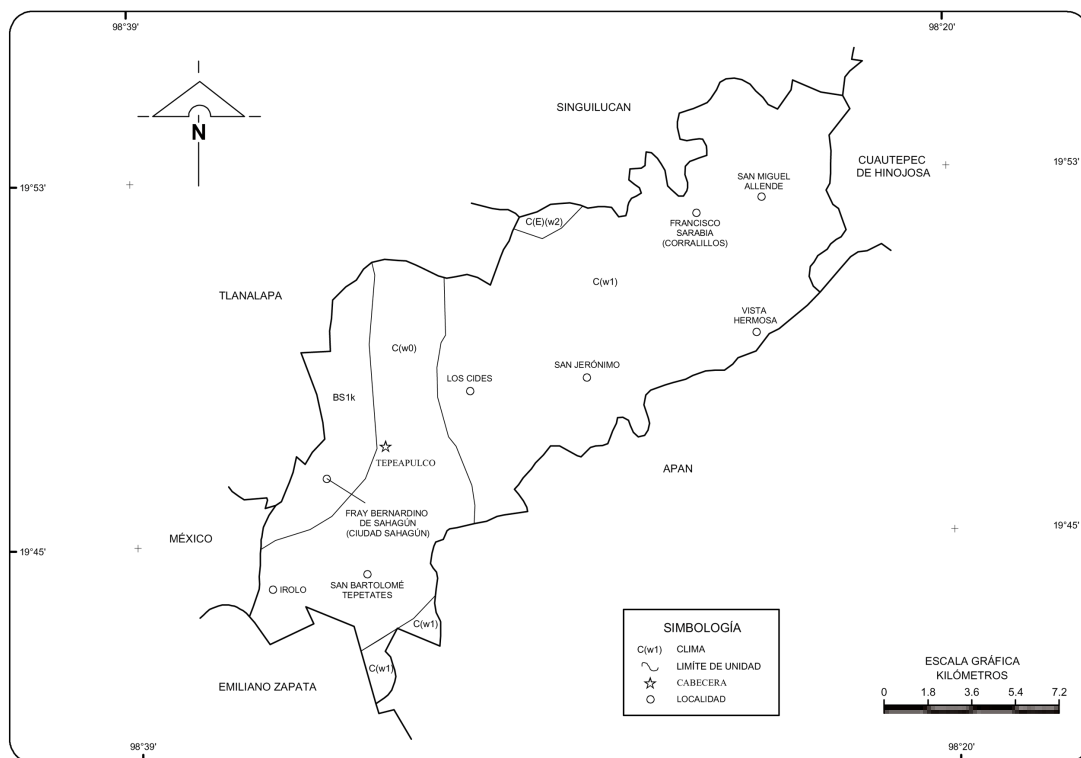 98°39'
98°20'
N
SINGUILUCAN
CUAUTEPEC
DE HINOJOSA
19°53'
19°53'
SAN MIGUEL
ALLENDE
FRANCISCO
SARABIA
(CORRALILLOS)
C(E)(w2)
C(w1)
TLANALAPA
VISTA
HERMOSA
C(w0)
SAN JERÓNIMO
LOS CIDES
BS1k
TEPEAPULCO
APAN
FRAY BERNARDINO
DE SAHAGÚN
(CIUDAD SAHAGÚN)
MÉXICO
19°45'
19°45'
IROLO
SAN BARTOLOMÉ
TEPETATES
C(w1)
C(w1)
EMILIANO ZAPATA
SIMBOLOGÍA
C(w1) CLIMA
LIMÍTE DE UNIDAD
CABECERA
LOCALIDAD
ESCALA GRÁFICA
KILÓMETROS
0 1.8 3.6 5.4 7.2
98°39'
98°20'